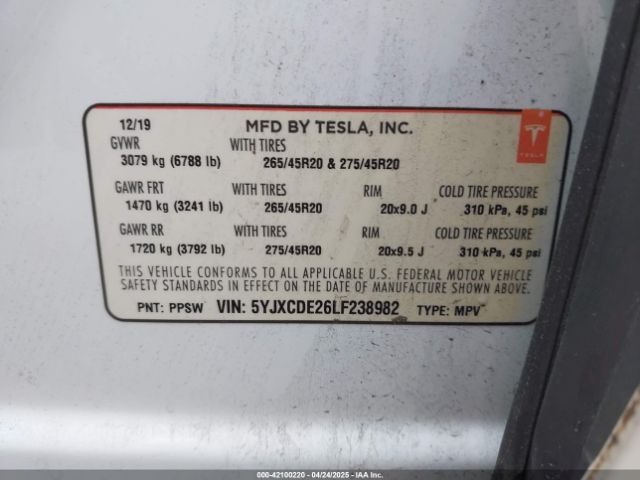 12/19 MFD BY TESLA, INC.
GVWR WITH TIRES
3079 kg (6788 lb) 265/45R20 & 275/45R20
TESLA
GAWR FRT WITH TIRES RIM COLD TIRE PRESSURE
1470 kg (3241 lb) 265/45R20 20x9.0 J 310 kPa, 45 psi
GAWR RR WITH TIRES RIM COLD TIRE PRESSURE
1720 kg (3792 lb) 275/45R20 20x9.5 J 310 kPa, 45 psi
THIS VEHICLE CONFORMS TO ALL APPLICABLE U.S. FEDERAL MOTOR VEHICLE
SAFETY STANDARDS IN EFFECT ON THE DATE OF MANUFACTURE SHOWN ABOVE.
PNT: PPSW VIN: 5YJXCDE26LF238982 TYPE: MPV
000-42100220 - 04/24/2025 - IAAI.COM